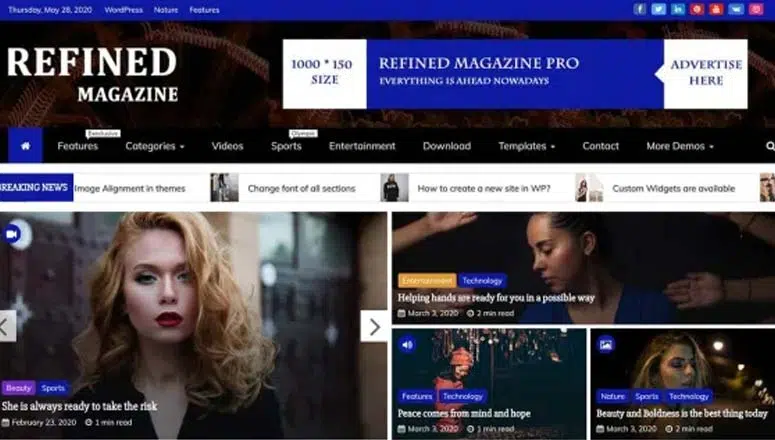 Thursday, May 28, 2020 WordPress Nature Features
REFINED
MAGAZINE
1000 * 150
SIZE
REFINED MAGAZINE PRO
EVERYTHING IS AHEAD NOWADAYS
ADVERTISE
HERE
Exclusive Olympic
Features Categories Videos Sports Entertainment Download Templates Contact More Demos
BREAKING NEWS Image Alignment in themes Change font of all sections How to create a new site in WP? Custom Widgets are available
Entertainment Technology
Helping hands are ready for you in a possible way
March 3, 2020 2 min read
Beauty Sports
She is always ready to take the risk
February 23, 2020 1 min read
Features Technology
Peace comes from mind and hope
March 3, 2020 1 min read
Nature Sports Technology
Beauty and Boldness is the best thing today
March 3, 2020 2 min read